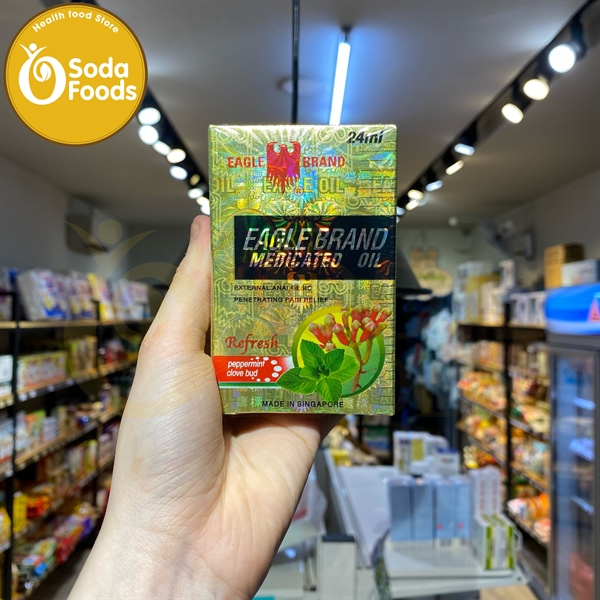 Health food Store
Soda
Foods
24ml
EAGLE BRAND
OIL EAGLE OIL
EAGLE BRAND
MEDICATED OIL
EXTERNAL ANALGESIC
PENETRATING PAIN RELIEF
Refresh
peppermint
clove bud
MADE IN SINGAPORE